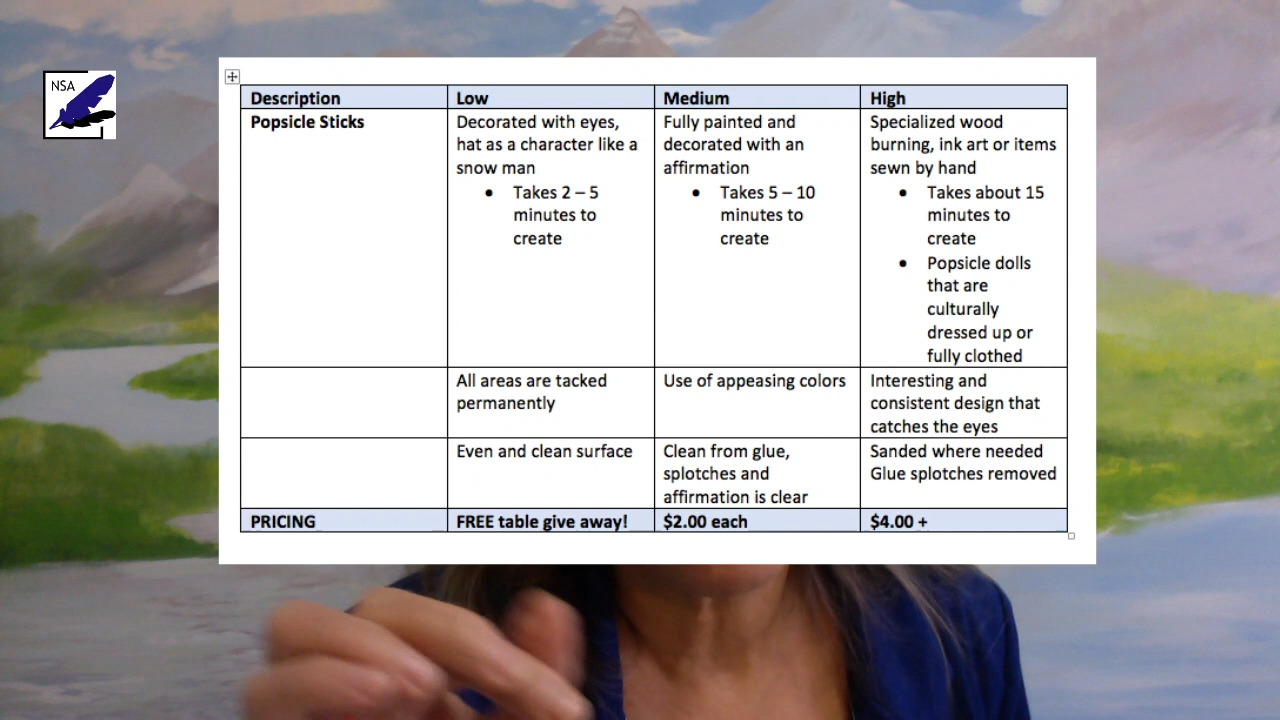 NSA
Description Low Medium High
Popsicle Sticks
Decorated with eyes,
hat as a character like a
snow man
• Takes 2 – 5
minutes to
create
Fully painted and
decorated with an
affirmation
• Takes 5 – 10
minutes to
create
Specialized wood
burning, ink art or items
sewn by hand
• Takes about 15
minutes to
create
• Popsicle dolls
that are
culturally
dressed up or
fully clothed
All areas are tacked
permanently
Use of appeasing colors
Interesting and
consistent design that
catches the eyes
Even and clean surface
Clean from glue,
splotches and
affirmation is clear
Sanded where needed
Glue splotches removed
PRICING FREE table give away! $2.00 each $4.00 +